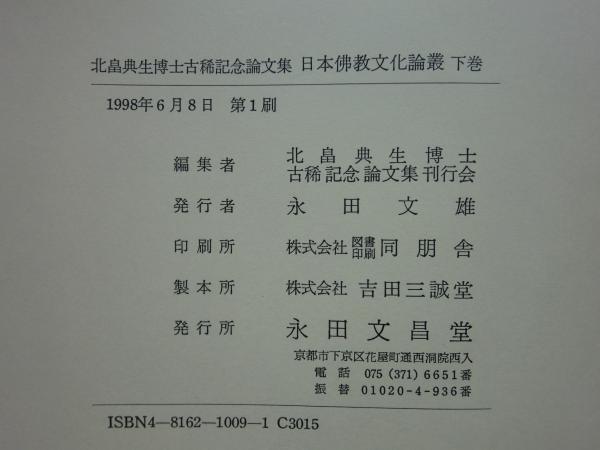 北畠典生博士古稀記念論文集 日本佛教文化論叢 下巻
1998年6月8日 第1刷
編集者 北畠典生博士
古稀記念論文集刊行会
発行者 永田文雄
印刷所 株式会社 図書印刷 同朋舎
製本所 株式会社 吉田三誠堂
発行所 永田文昌堂
京都市下京区花屋町通西洞院西入
電話 075(371)6651番
振替 01020-4-936番
ISBN4—8162—1009—1 C3015